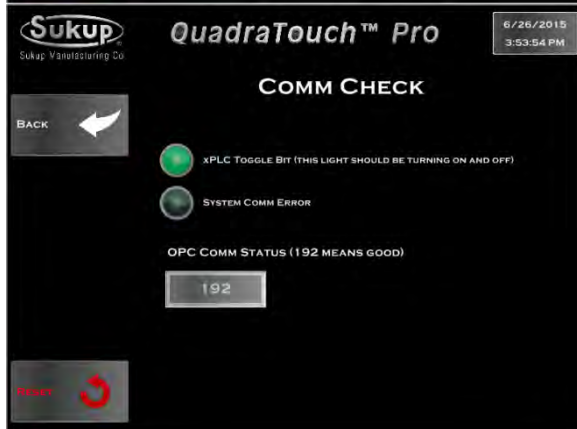 Sukup
Sukup Manufacturing Co
QuadraTouch™ Pro
6/26/2015
3:53:54 PM
Comm Check
Back
xPLC Toggle Bit (this light should be turning on and off)
System Comm Error
OPC Comm Status (192 means good)
192
Reset